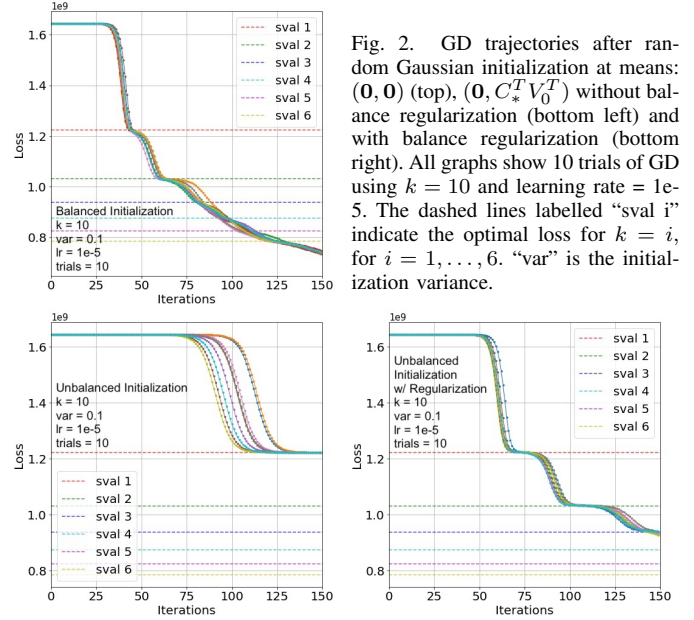 1e9
1.6
1.4
1.2
1.0
0.8
Loss
sval 1
sval 2
sval 3
sval 4
sval 5
sval 6
Balanced Initialization
k = 10
var = 0.1
lr = 1e-5
trials = 10
0 25 50 75 100 125 150
Iterations
Fig. 2. GD trajectories after ran-
dom Gaussian initialization at means:
(0, 0) (top), (0, C_*^T V_0^T) without bal-
ance regularization (bottom left) and
with balance regularization (bottom
right). All graphs show 10 trials of GD
using k = 10 and learning rate = 1e-
5. The dashed lines labelled “sval i”
indicate the optimal loss for k = i,
for i = 1, . . . , 6. “var” is the initial-
ization variance.
1e9
1.6
1.4
1.2
1.0
0.8
Loss
Unbalanced Initialization
k = 10
var = 0.1
lr = 1e-5
trials = 10
sval 1
sval 2
sval 3
sval 4
sval 5
sval 6
0 25 50 75 100 125 150
Iterations
1e9
1.6
1.4
1.2
1.0
0.8
Loss
Unbalanced
Initialization
w/ Regularization
k = 10
var = 0.1
lr = 1e-5
trials = 10
sval 1
sval 2
sval 3
sval 4
sval 5
sval 6
0 25 50 75 100 125 150
Iterations